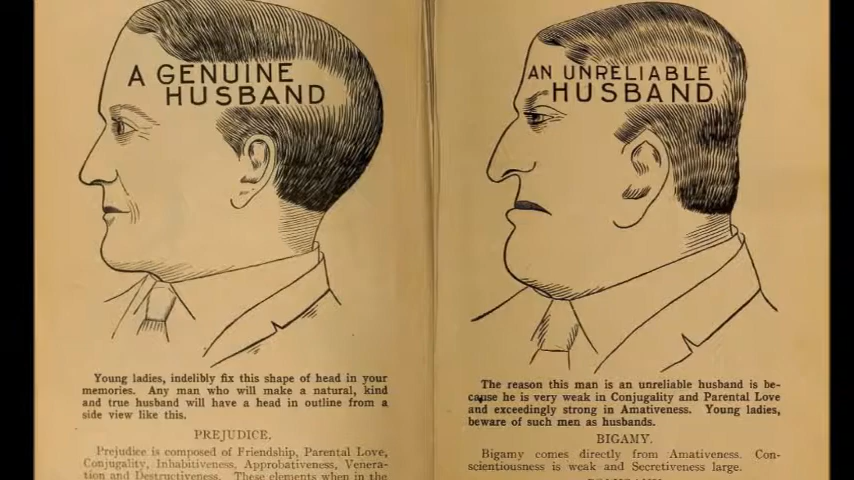 A GENUINE
HUSBAND
Young ladies, indelibly fix this shape of head in your
memories. Any man who will make a natural, kind
and true husband will have a head in outline from a
side view like this.
PREJUDICE.
Prejudice is composed of Friendship, Parental Love,
Conjugality, Inhabitiveness, Approbativeness, Venera-
tion and Destructiveness. These elements when in the
AN UNRELIABLE
HUSBAND
The reason this man is an unreliable husband is be-
cause he is very weak in Conjugality and Parental Love
and exceedingly strong in Amativeness. Young ladies,
beware of such men as husbands.
BIGAMY.
Bigamy comes directly from Amativeness. Con-
scientiousness is weak and Secretiveness large.